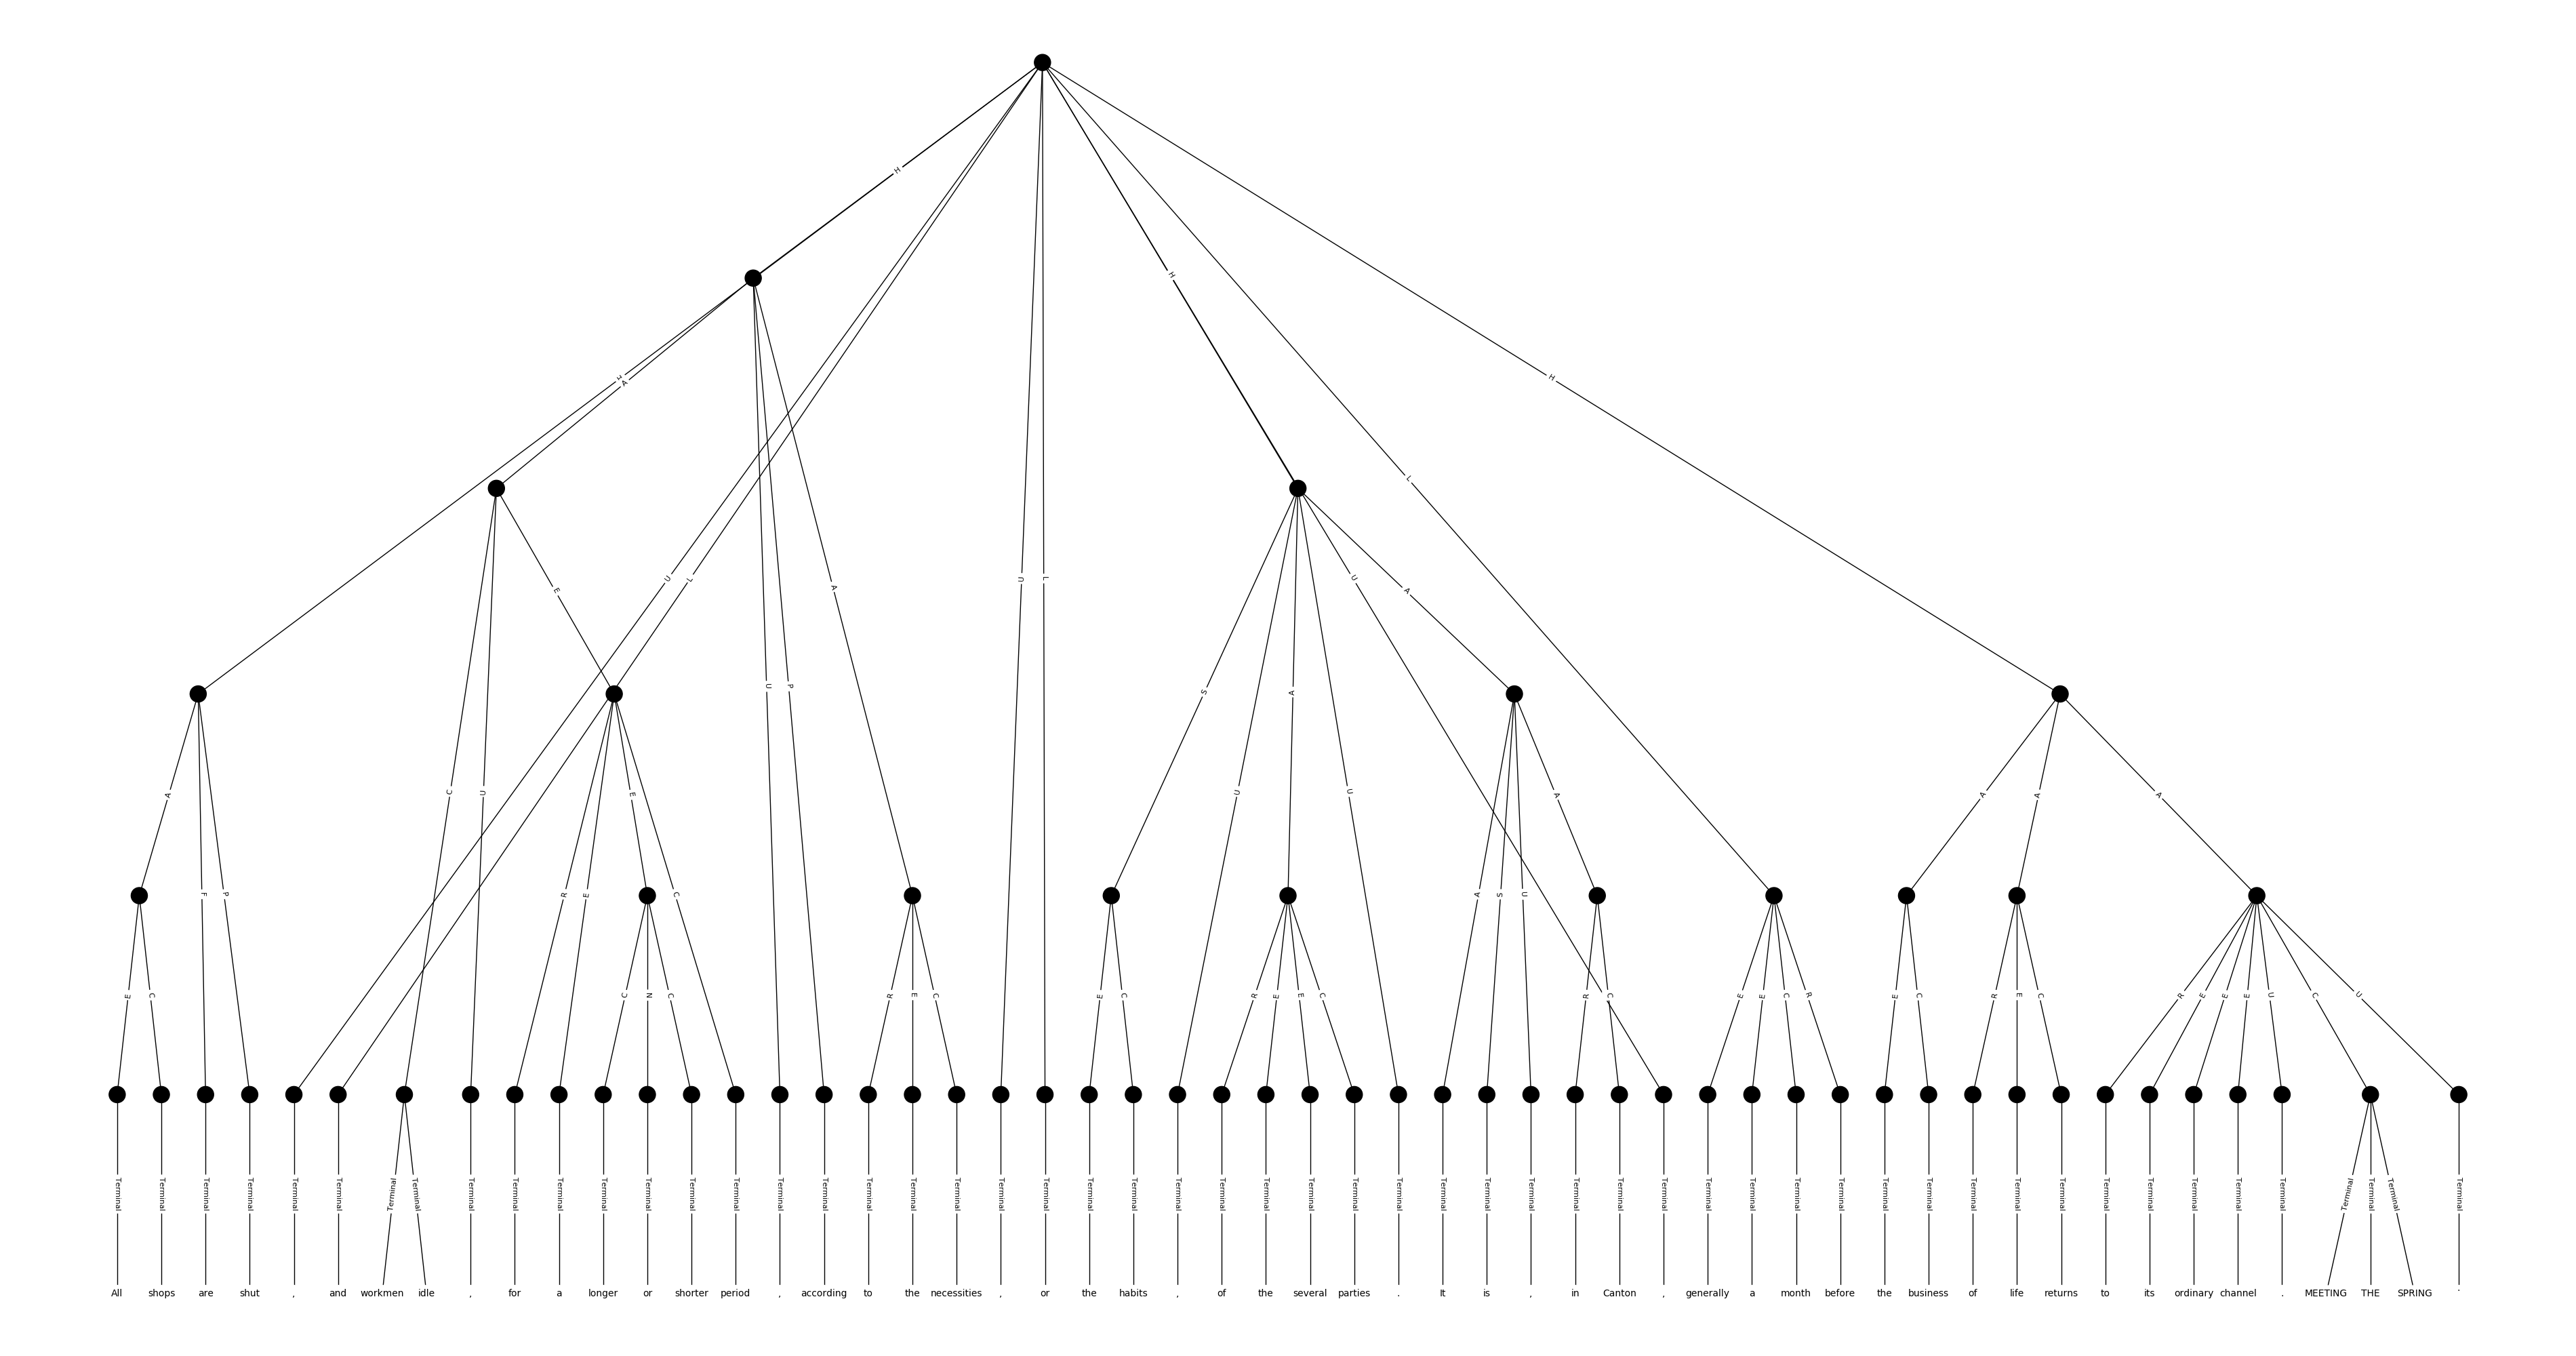 H
H
H
A
H
L
U
L
U
L
E
A
S
U
A
U
U
A
C
U
U
P
A
F
P
R
E
E
C
A
S
U
A
A
A
A
E
C
C
N
C
R
E
C
E
C
R
E
E
C
R
C
E
E
C
R
E
C
R
E
C
R
E
E
E
U
C
U
Terminal Terminal Terminal Terminal Terminal Terminal Terminal Terminal Terminal Terminal Terminal Terminal Terminal Terminal Terminal Terminal Terminal Terminal Terminal Terminal Terminal Terminal Terminal Terminal Terminal Terminal Terminal Terminal Terminal Terminal Terminal Terminal Terminal Terminal Terminal Terminal Terminal Terminal Terminal Terminal Terminal Terminal Terminal Terminal Terminal Terminal Terminal Terminal Terminal Terminal Terminal Terminal Terminal Terminal
All shops are shut , and workmen idle , for a longer or shorter period , according to the necessities , or the habits , of the several parties . It is , in Canton , generally a month before the business of life returns to its ordinary channel . MEETING THE SPRING .